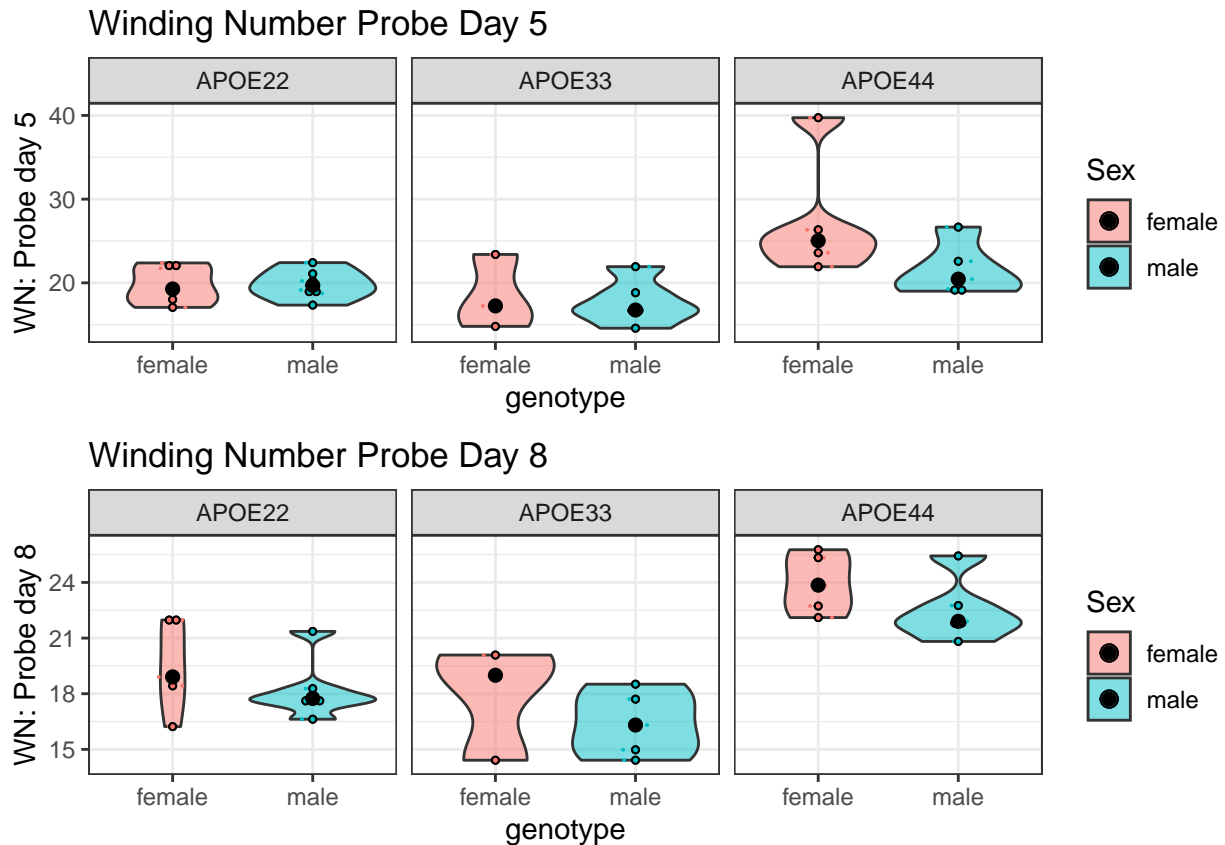 Winding Number Probe Day 5
APOE22 APOE33 APOE44
WN: Probe day 5
40
30
20
female male female male female male
genotype
Sex
female
male
Winding Number Probe Day 8
APOE22 APOE33 APOE44
WN: Probe day 8
24
21
18
15
female male female male female male
genotype
Sex
female
male